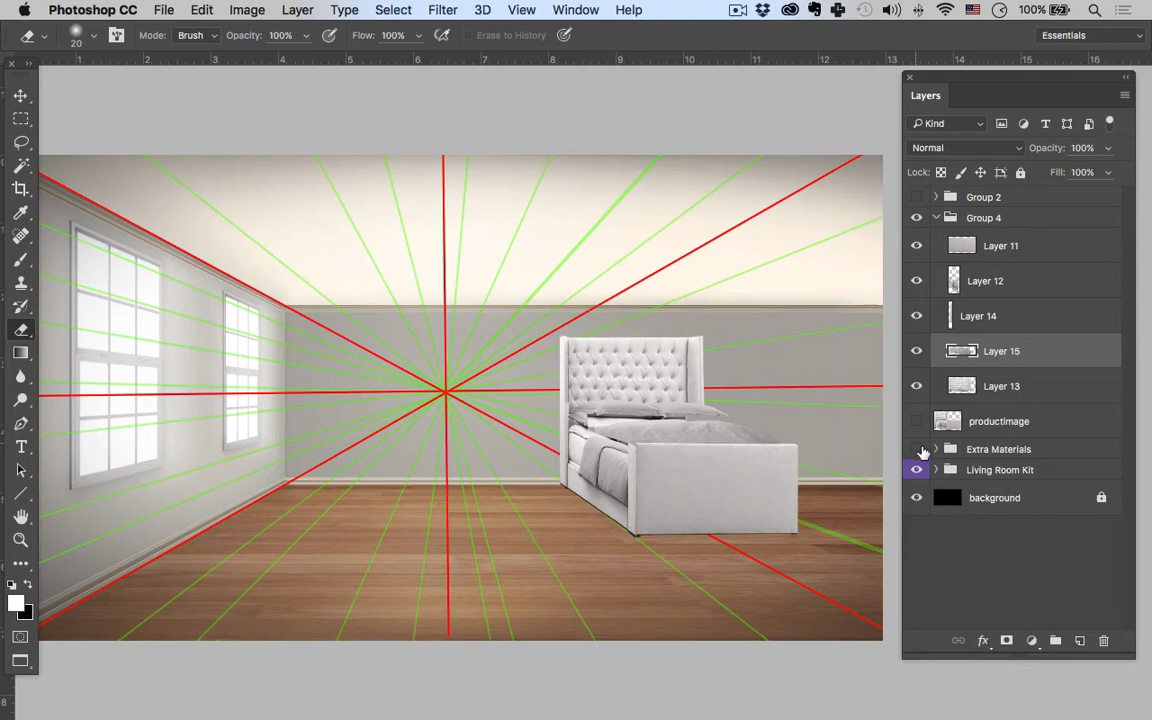 Photoshop CC File Edit Image Layer Type Select Filter 3D View Window Help 100%
20 Mode: Brush Opacity: 100% Flow: 100% Erase to History Essentials
1 2 3 4 5 6 7 8 9 10 11 12 13 14 15 16
Layers
Kind
Normal Opacity: 100%
Lock: Fill: 100%
Group 2
Group 4
Layer 11
Layer 12
Layer 14
Layer 15
Layer 13
productimage
Extra Materials
Living Room Kit
background